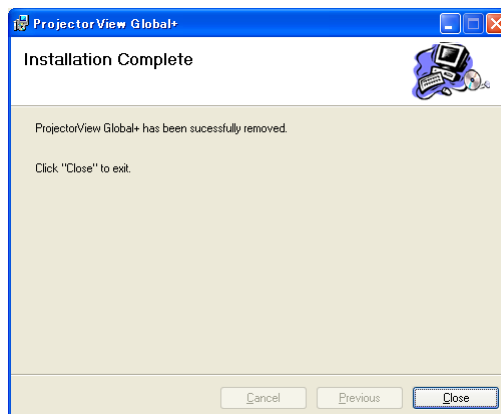 ProjectorView Global+
Installation Complete
ProjectorView Global+ has been sucessfully removed.
Click "Close" to exit.
Cancel Previous Close